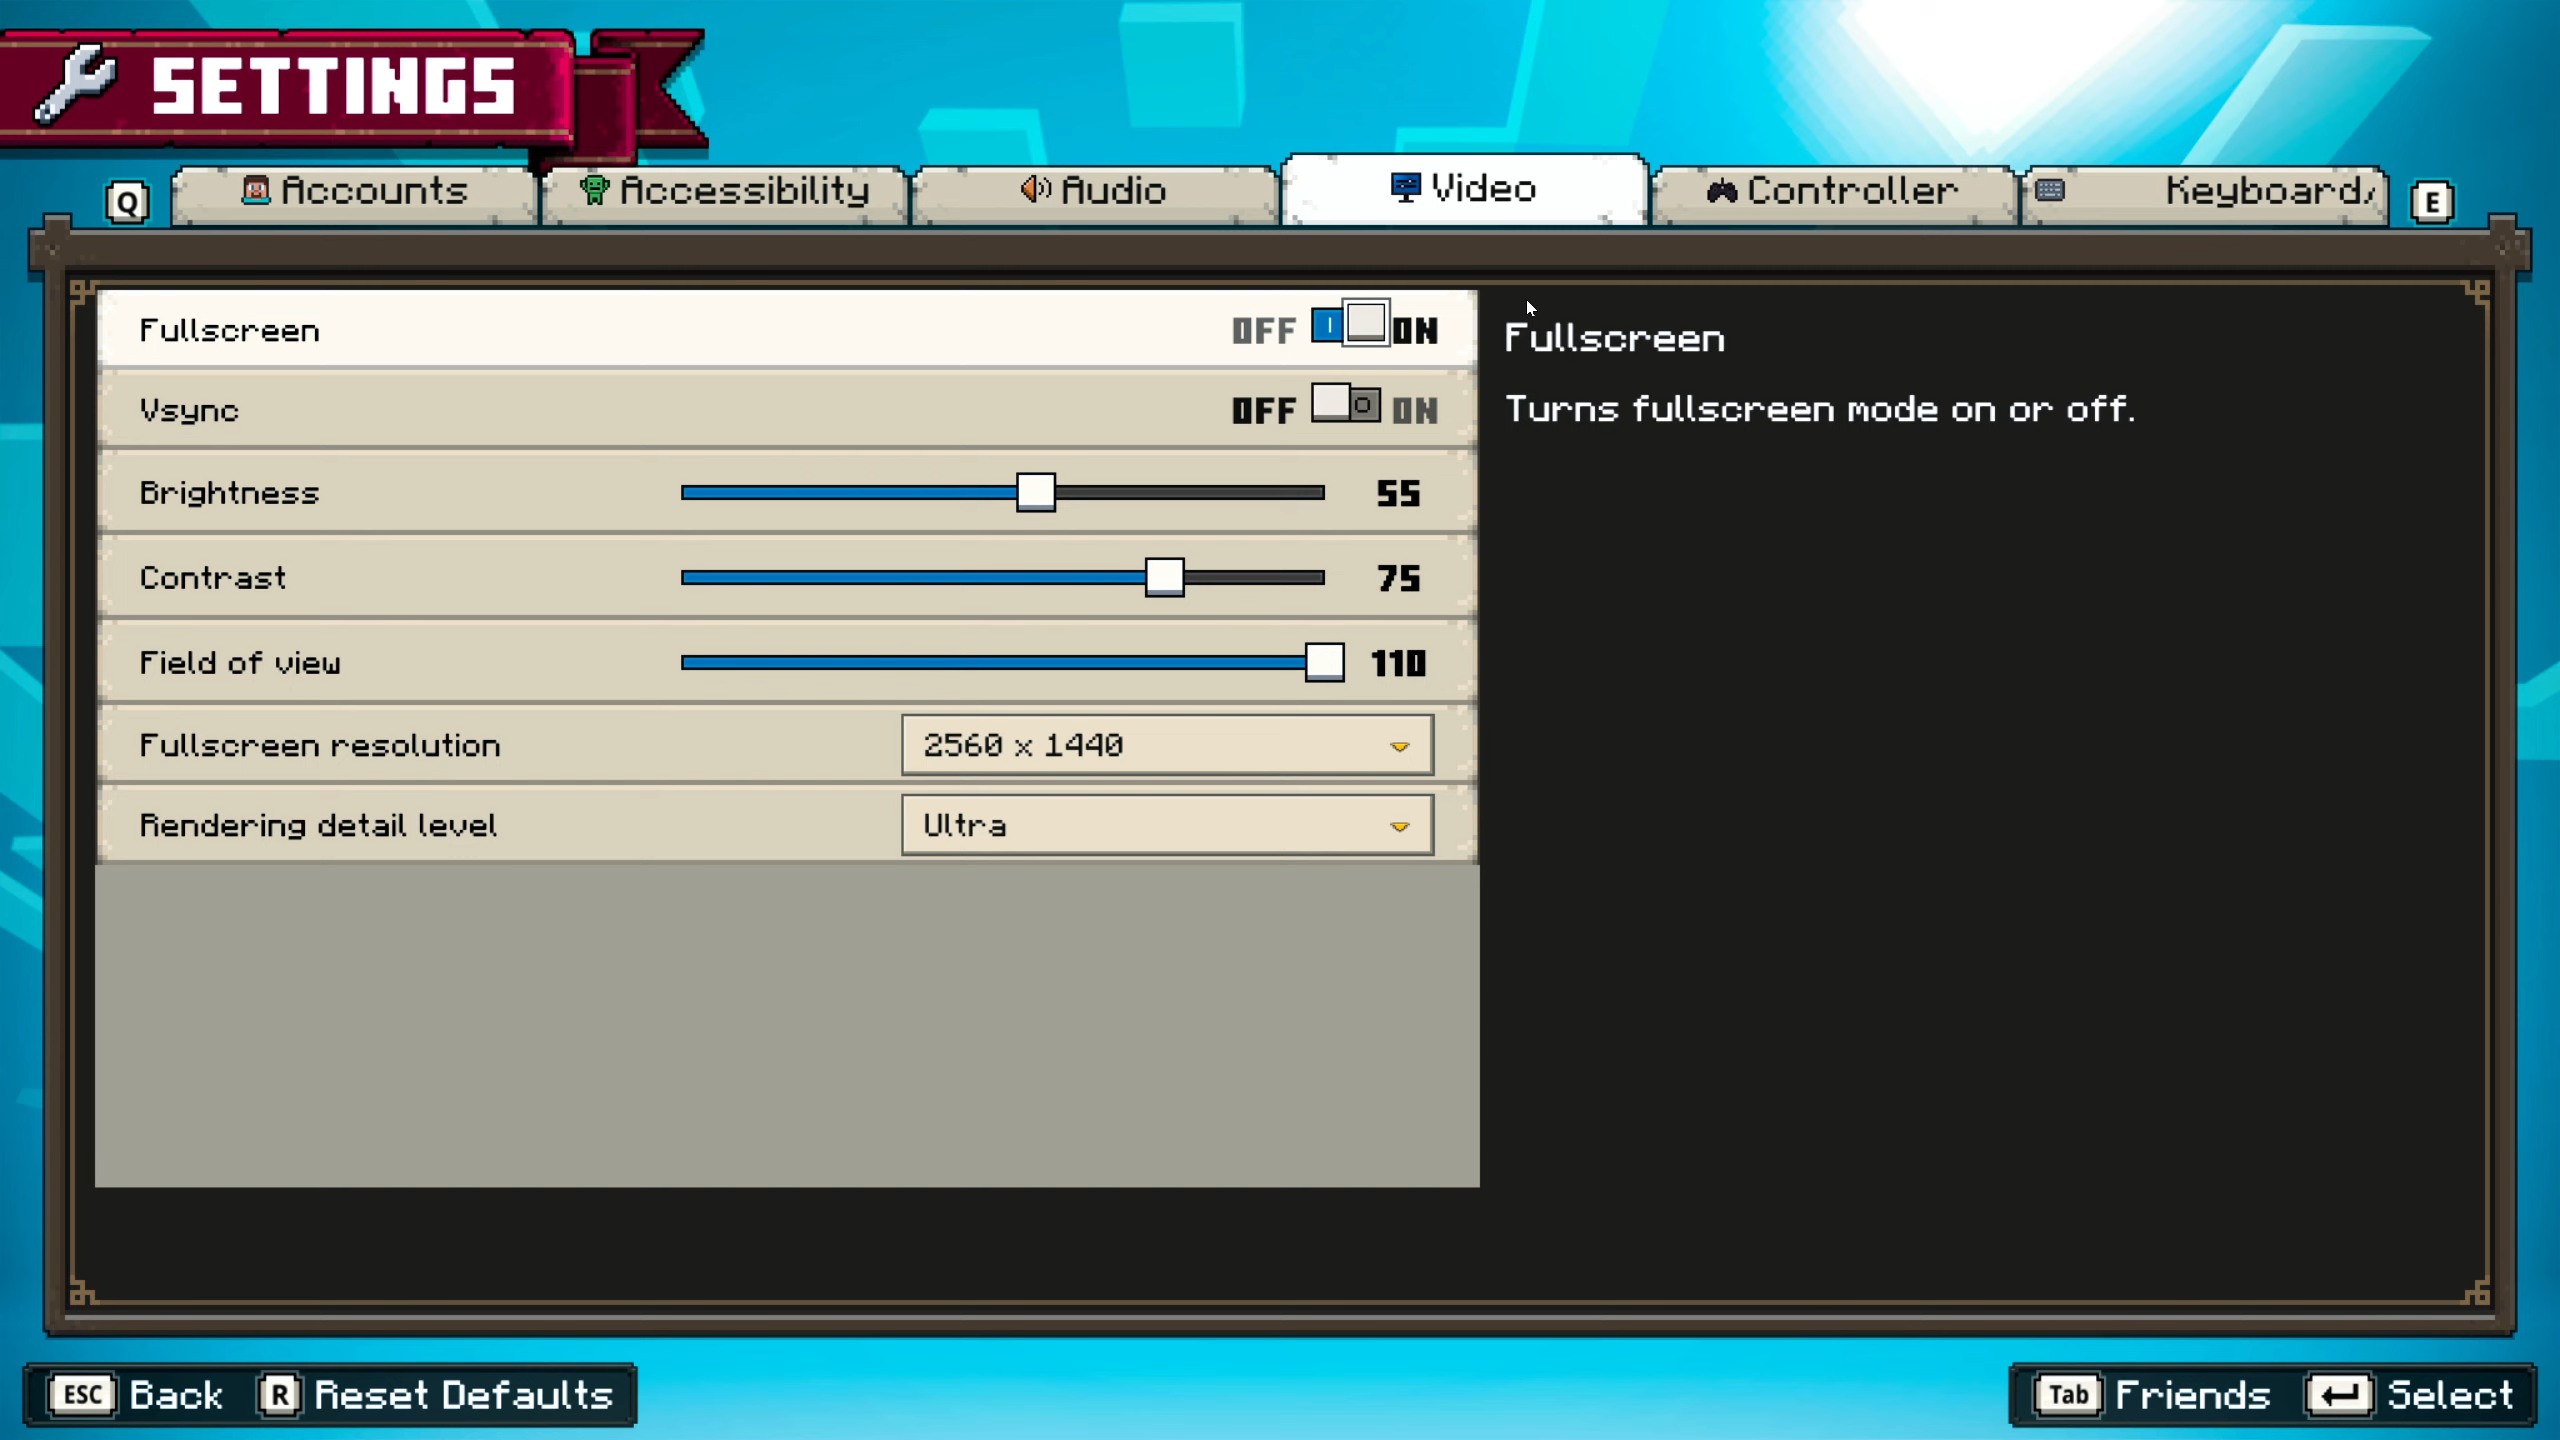 SETTINGS
Q Accounts Accessibility Audio Video Controller Keyboard/ E
Fullscreen OFF ON
Vsync OFF ON
Brightness 55
Contrast 75
Field of view 110
Fullscreen resolution 2560 x 1440
Rendering detail level Ultra
Fullscreen
Turns fullscreen mode on or off.
ESC Back R Reset Defaults
Tab Friends Select